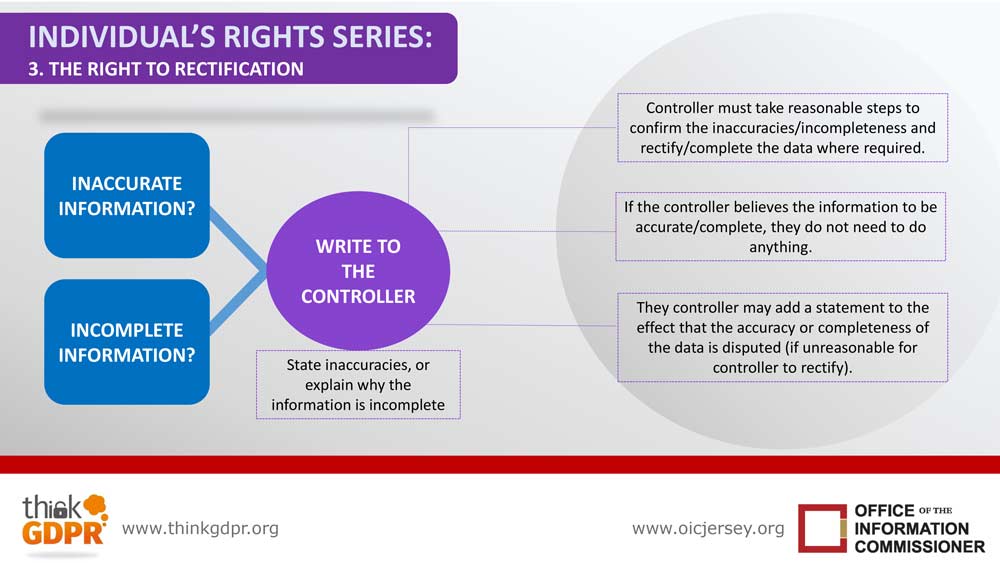 INDIVIDUAL’S RIGHTS SERIES:
3. THE RIGHT TO RECTIFICATION
INACCURATE
INFORMATION?
INCOMPLETE
INFORMATION?
WRITE TO
THE
CONTROLLER
State inaccuracies, or
explain why the
information is incomplete
Controller must take reasonable steps to
confirm the inaccuracies/incompleteness and
rectify/complete the data where required.
If the controller believes the information to be
accurate/complete, they do not need to do
anything.
They controller may add a statement to the
effect that the accuracy or completeness of
the data is disputed (if unreasonable for
controller to rectify).
think
GDPR
www.thinkgdpr.org
www.oicjersey.org
OFFICE OF THE
INFORMATION
COMMISSIONER